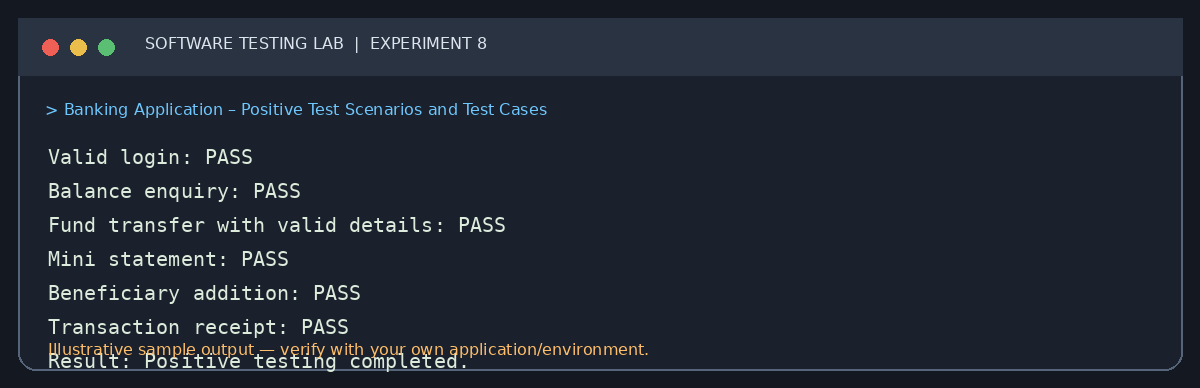 SOFTWARE TESTING LAB | EXPERIMENT 8
> Banking Application – Positive Test Scenarios and Test Cases
Valid login: PASS
Balance enquiry: PASS
Fund transfer with valid details: PASS
Mini statement: PASS
Beneficiary addition: PASS
Transaction receipt: PASS
Illustrative sample output — verify with your own application/environment.
Result: Positive testing completed.